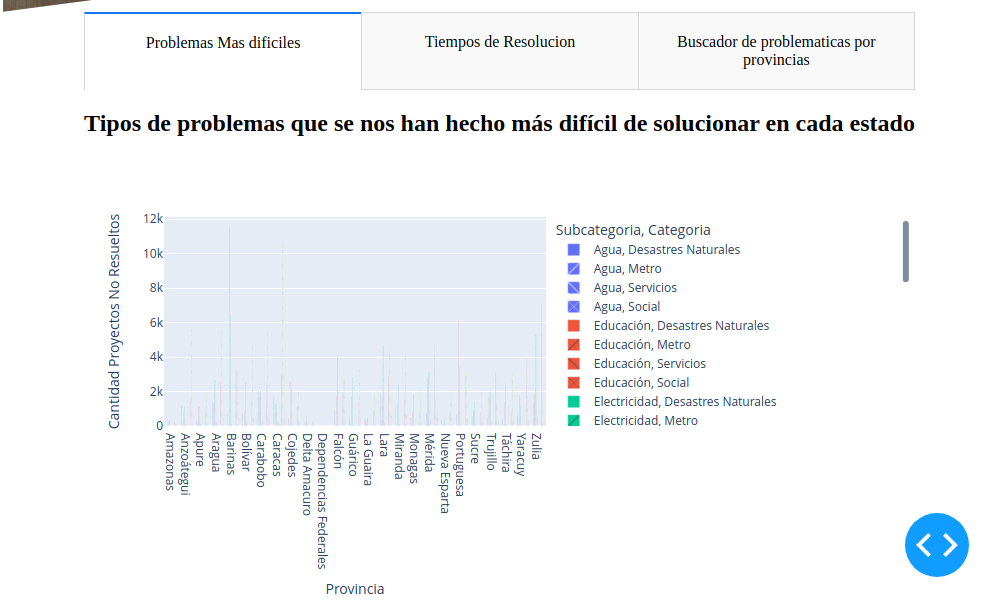 Problemas Mas dificiles
Tiempos de Resolucion
Buscador de problematicas por
provincias
Tipos de problemas que se nos han hecho más difícil de solucionar en cada estado
Cantidad Proyectos No Resueltos
12k
10k
8k
6k
4k
2k
0
Amazonas
Anzoátegui
Apure
Aragua
Barinas
Bolivar
Carabobo
Caracas
Cojedes
Delta Amacuro
Dependencias Federales
Falcón
Guárico
La Guaira
Lara
Miranda
Monagas
Mérida
Nueva Esparta
Portuguesa
Sucre
Trujillo
Táchira
Yaracuy
Zulia
Provincia
Subcategoria, Categoria
Agua, Desastres Naturales
Agua, Metro
Agua, Servicios
Agua, Social
Educación, Desastres Naturales
Educación, Metro
Educación, Servicios
Educación, Social
Electricidad, Desastres Naturales
Electricidad, Metro